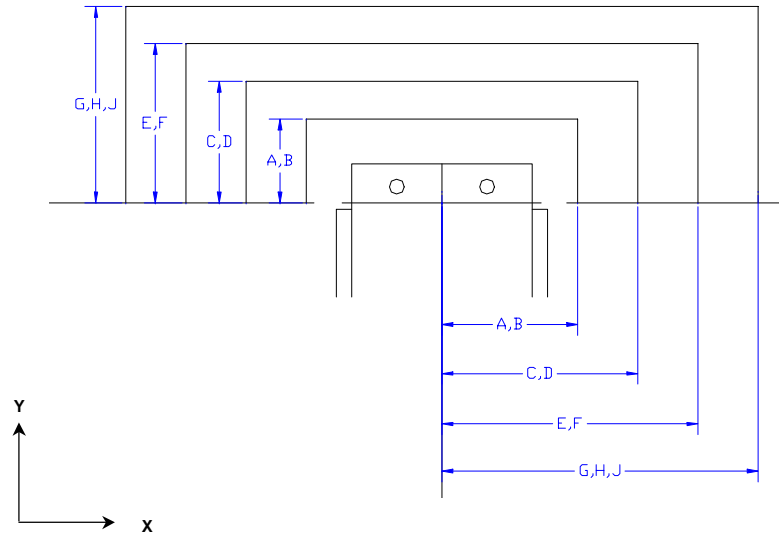 G,H,J
E,F
C,D
A,B
A,B
C,D
E,F
G,H,J
Y
X